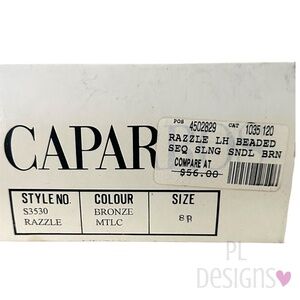 CAPAR
POS 4502829 CAT 1035 120
RAZZLE LH BEADED
SEQ SLNG SNDL BRN
COMPARE AT
$56.00
STYLE NO. COLOUR SIZE
S3530 BRONZE 8B
RAZZLE MTLC
PL
DESIGNS